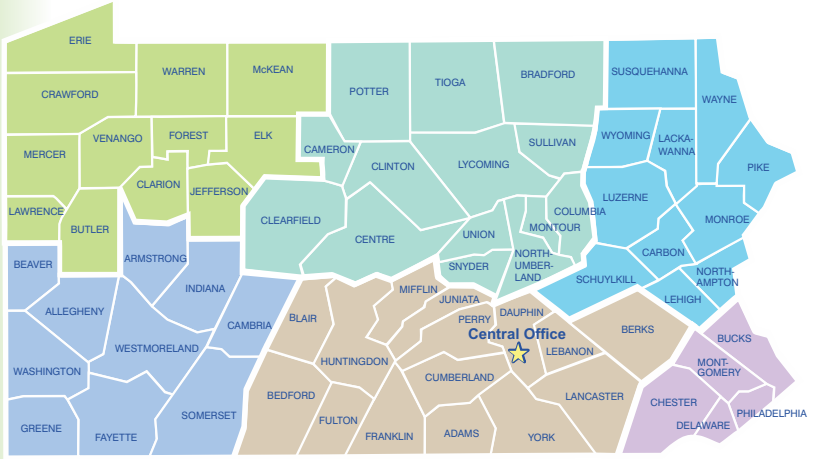 ERIE
WARREN
McKEAN
CRAWFORD
VENANGO
FOREST
ELK
MERCER
CLARION
JEFFERSON
LAWRENCE
BUTLER
POTTER
TIOGA
BRADFORD
CAMERON
CLINTON
LYCOMING
SULLIVAN
CLEARFIELD
CENTRE
UNION
COLUMBIA
MONTOUR
SNYDER
NORTH-
UMBER-
LAND
SUSQUEHANNA
WAYNE
WYOMING
LACKA-
WANNA
PIKE
LUZERNE
MONROE
CARBON
SCHUYLKILL
NORTH-
AMPTON
LEHIGH
BEAVER
ARMSTRONG
INDIANA
ALLEGHENY
CAMBRIA
WESTMORELAND
WASHINGTON
SOMERSET
GREENE
FAYETTE
MIFFLIN
JUNIATA
BLAIR
PERRY
DAUPHIN
Central Office
LEBANON
BERKS
HUNTINGDON
CUMBERLAND
BEDFORD
LANCASTER
FULTON
FRANKLIN
ADAMS
YORK
BUCKS
MONT-
GOMERY
CHESTER
PHILADELPHIA
DELAWARE